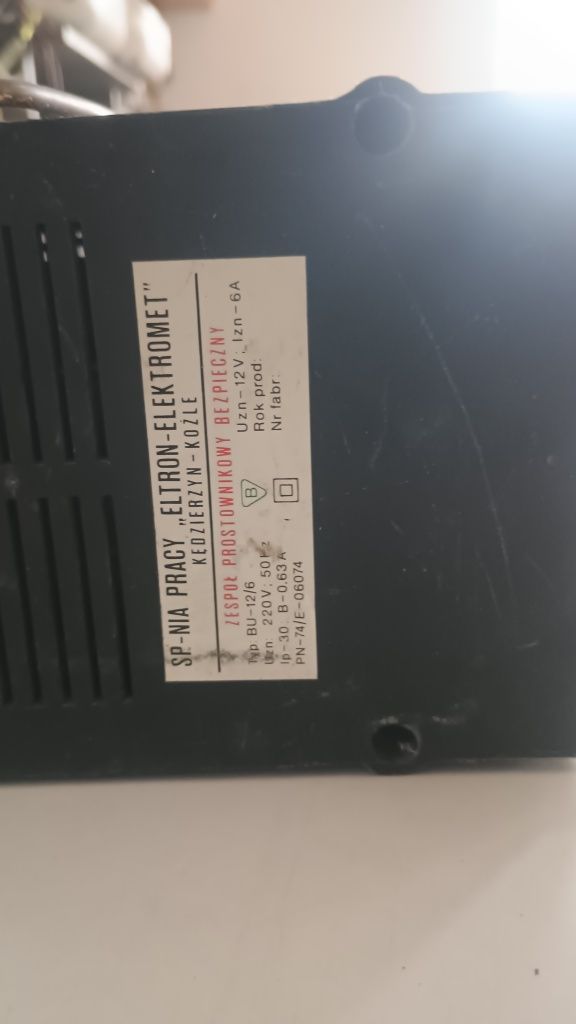 SP-NIA PRACY „ELTRON-ELEKTROMET”
KĘDZIERZYN-KOŹLE
ZESPÓŁ PROSTOWNIKOWY BEZPIECZNY
Typ: BU-12/6 B Uzn-12V; Izn-6A
Uzn: 220V; 50Hz Rok prod:
Ip-30; B-0,63A Nr fabr:
PN-74/E-06074